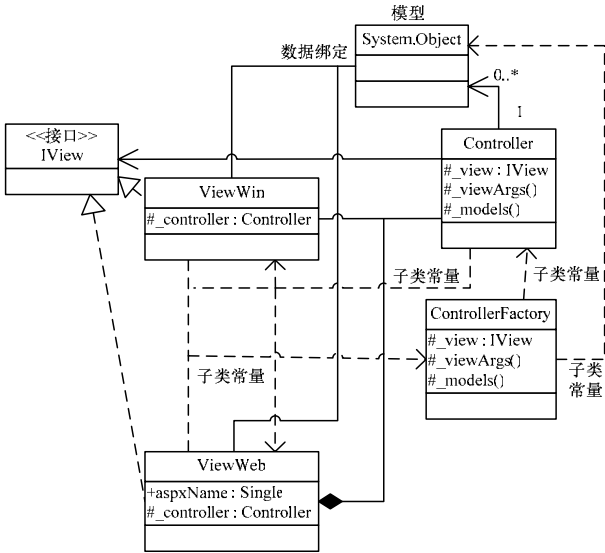 模型
System.Object
数据绑定
0..*
1
<<接口>>
IView
Controller
#_view:IView
#_viewArgs()
#_models()
ViewWin
#_controller:Controller
子类常量
子类常量
ControllerFactory
#_view:IView
#_viewArgs()
#_models()
子类常量
子类
常量
ViewWeb
+aspxName:Single
#_controller:Controller